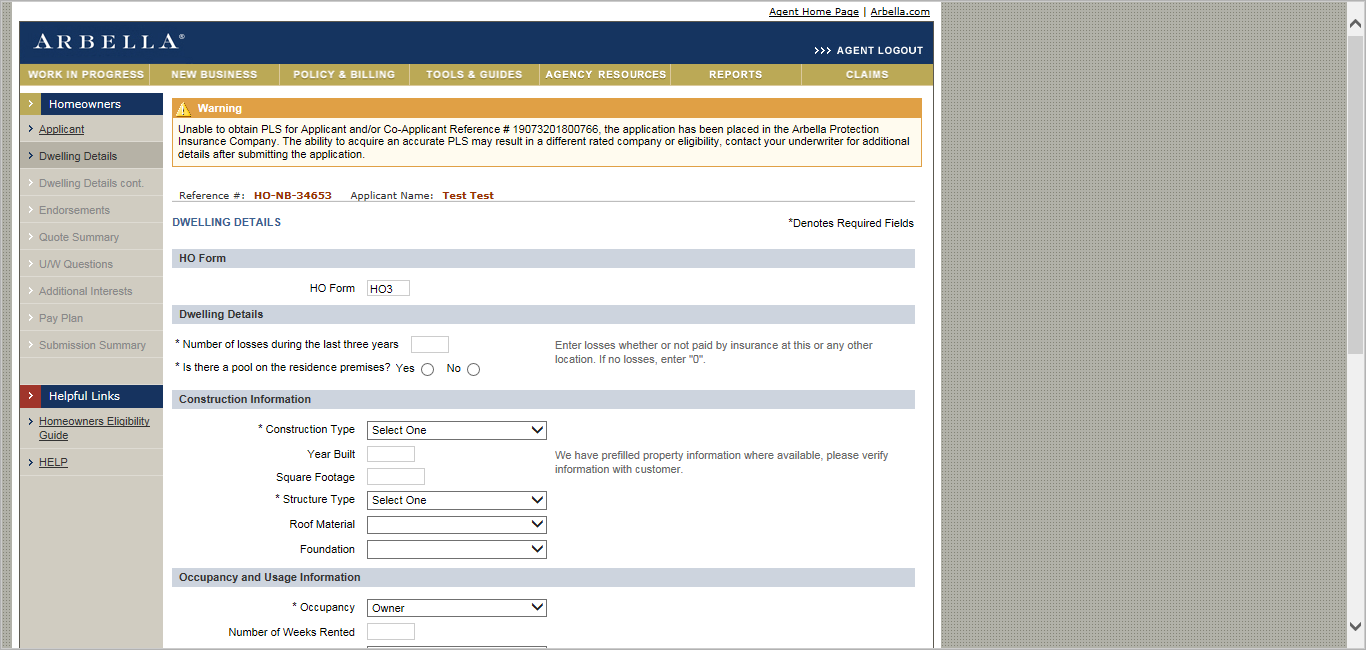 Agent Home Page | Arbella.com
ARBELLA®
>>> AGENT LOGOUT
WORK IN PROGRESS NEW BUSINESS POLICY & BILLING TOOLS & GUIDES AGENCY RESOURCES REPORTS CLAIMS
Homeowners
Applicant
Dwelling Details
Dwelling Details cont.
Endorsements
Quote Summary
U/W Questions
Additional Interests
Pay Plan
Submission Summary
Helpful Links
Homeowners Eligibility
Guide
HELP
Warning
Unable to obtain PLS for Applicant and/or Co-Applicant Reference # 19073201800766, the application has been placed in the Arbella Protection
Insurance Company. The ability to acquire an accurate PLS may result in a different rated company or eligibility, contact your underwriter for additional
details after submitting the application.
Reference #: HO-NB-34653 Applicant Name: Test Test
DWELLING DETAILS *Denotes Required Fields
HO Form
HO Form HO3
Dwelling Details
* Number of losses during the last three years
Enter losses whether or not paid by insurance at this or any other
location. If no losses, enter "0".
* Is there a pool on the residence premises? Yes No
Construction Information
* Construction Type Select One
Year Built
We have prefilled property information where available, please verify
information with customer.
Square Footage
* Structure Type Select One
Roof Material
Foundation
Occupancy and Usage Information
* Occupancy Owner
Number of Weeks Rented